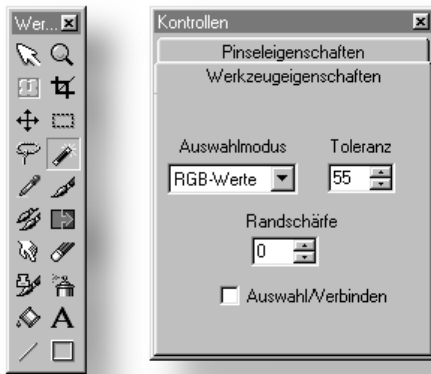 Wer...
Kontrollen
Pinseleigenschaften
Werkzeugeigenschaften
Auswahlmodus Toleranz
RGB-Werte 55
Randschärfe
0
Auswahl/Verbinden
A